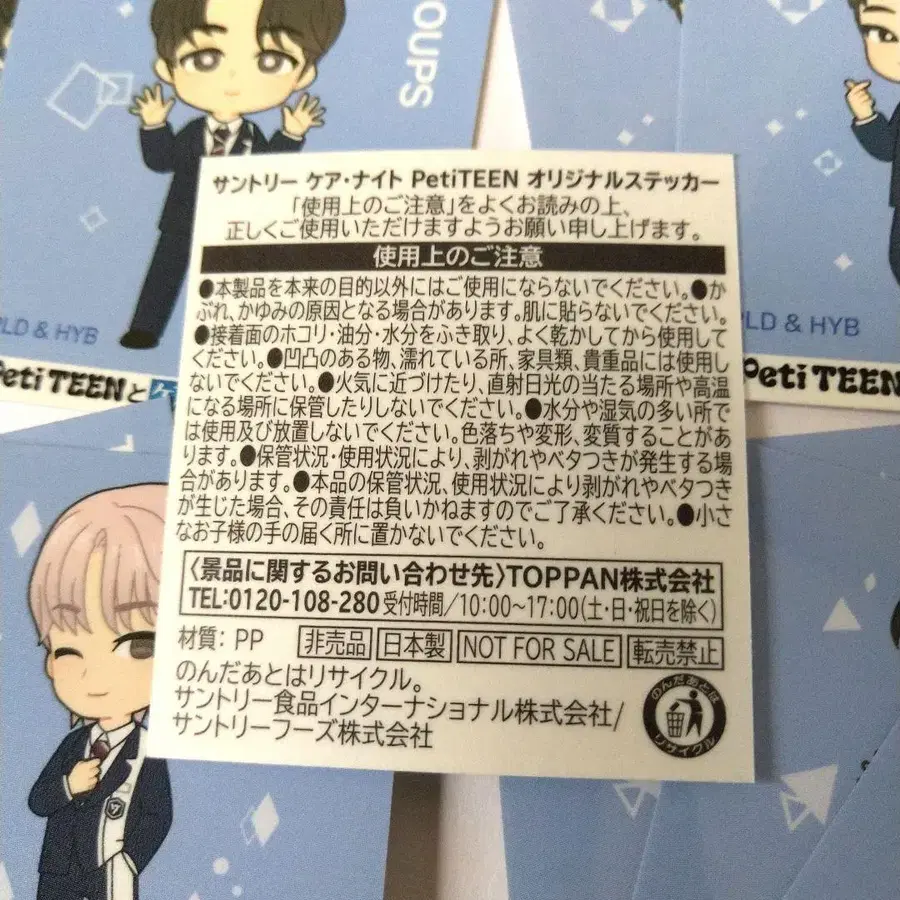 OUPS
サントリー ケア・ナイト PetiTEEN オリジナルステッカー
「使用上のご注意」をよくお読みの上、
正しくご使用いただけますようお願い申し上げます。
使用上のご注意
●本製品を本来の目的以外にはご使用にならないでください。●か
ぶれ、かゆみの原因となる場合があります。肌に貼らないでください。
●接着面のホコリ・油分・水分をふき取り、よく乾かしてから使用して
ください。●凹凸のある物、濡れている所、家具類、貴重品には使用し
ないでください。●火気に近づけたり、直射日光の当たる場所や高温
になる場所に保管したりしないでください。●水分や湿気の多い所で
は使用及び放置しないでください。色落ちや変形、変質することがあ
ります。●保管状況・使用状況により、剥がれやベタつきが発生する場
合があります。●本品の保管状況、使用状況により剥がれやベタつき
が生じた場合、その責任は負いかねますのでご了承ください。●小さ
なお子様の手の届く所に置かないでください。
〈景品に関するお問い合わせ先〉TOPPAN株式会社
TEL:0120-108-280 受付時間/10:00〜17:00(土・日・祝日を除く)
材質: PP 非売品 日本製 NOT FOR SALE 転売禁止
のんだあとはリサイクル。
サントリー食品インターナショナル株式会社/
サントリーフーズ株式会社
のんだあとは
リサイクル
PLD & HYB
Peti TEENと
PLD & HYB
Peti TEEN